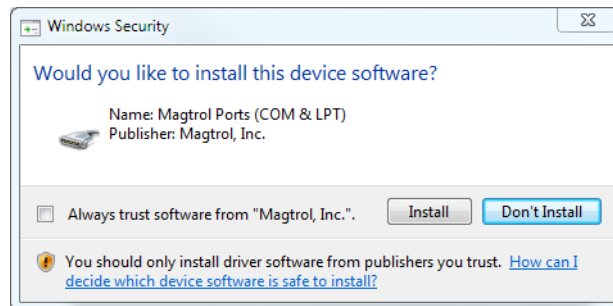 Windows Security
Would you like to install this device software?
Name: Magtrol Ports (COM & LPT)
Publisher: Magtrol, Inc.
Always trust software from "Magtrol, Inc.".
Install
Don't Install
You should only install driver software from publishers you trust. How can I
decide which device software is safe to install?